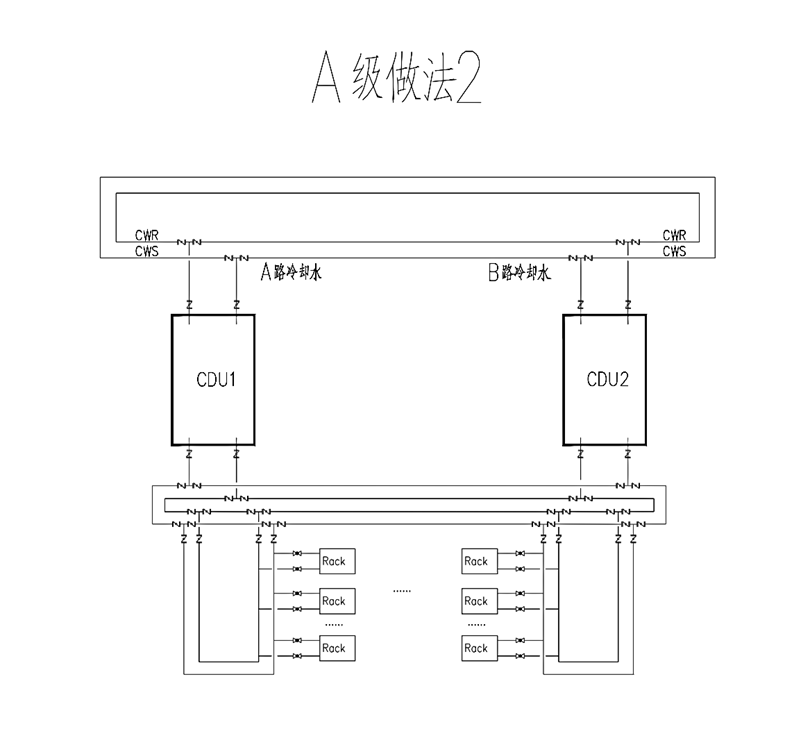 A级做法2
CWR CWR
CWS CWS
A路冷却水 B路冷却水
CDU1 CDU2
Rack Rack
......
Rack Rack
...... ......
Rack Rack